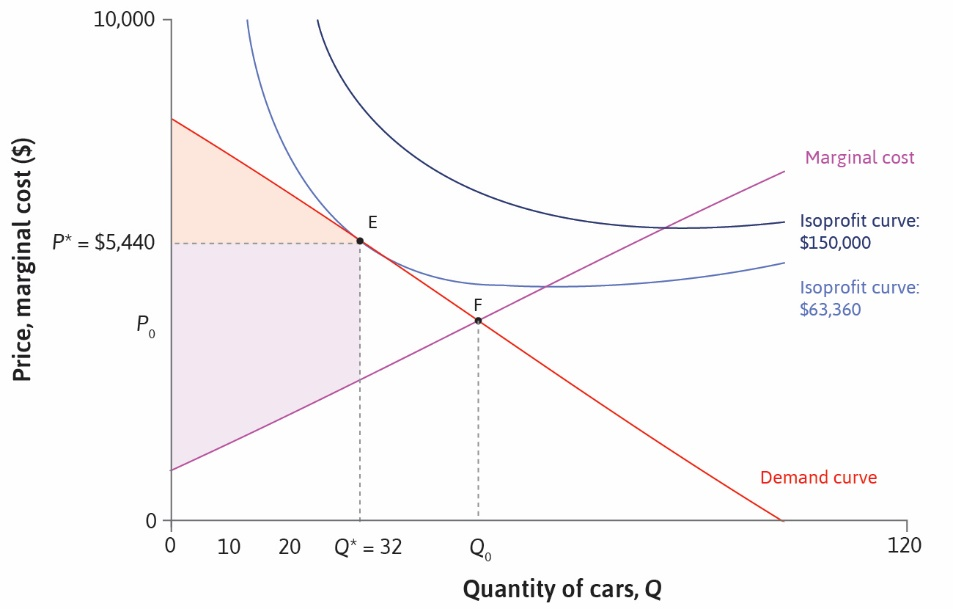 10,000
Price, marginal cost ($)
Marginal cost
Isoprofit curve:
$150,000
E
P* = $5,440
Isoprofit curve:
$63,360
F
P₀
Demand curve
0
0
10
20
Q* = 32
Q₀
120
Quantity of cars, Q